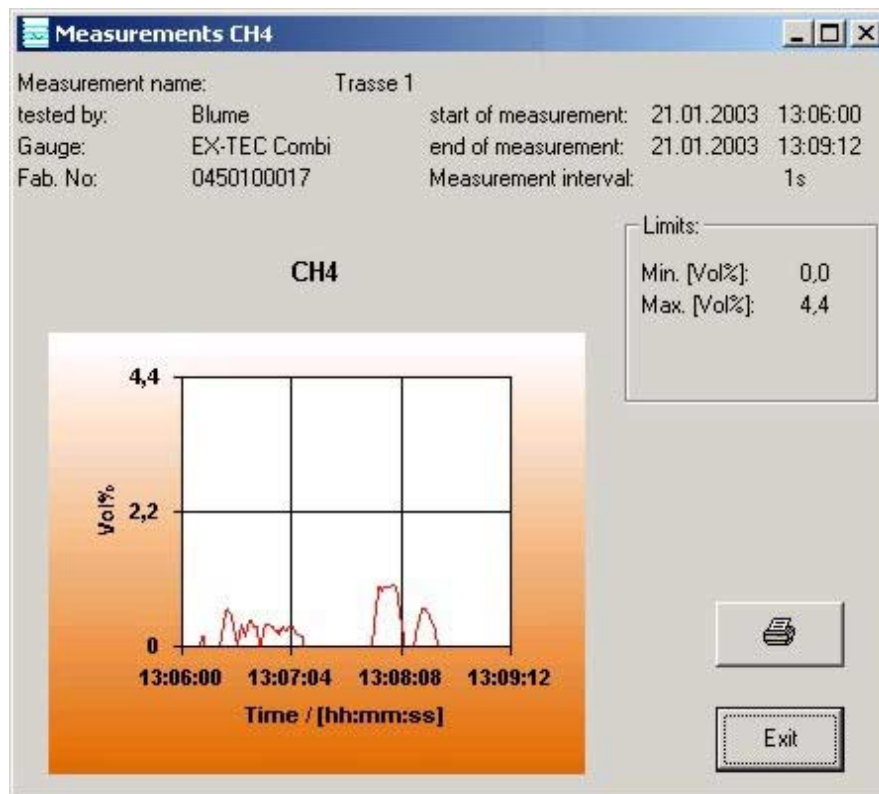 Measurements CH4
Measurement name: Trasse 1
tested by: Blume start of measurement: 21.01.2003 13:06:00
Gauge: EX-TEC Combi end of measurement: 21.01.2003 13:09:12
Fab. No: 0450100017 Measurement interval: 1s
Limits:
Min. [Vol%]: 0,0
Max. [Vol%]: 4,4
CH4
4,4
2,2
0
Vol%
13:06:00 13:07:04 13:08:08 13:09:12
Time / [hh:mm:ss]
Exit